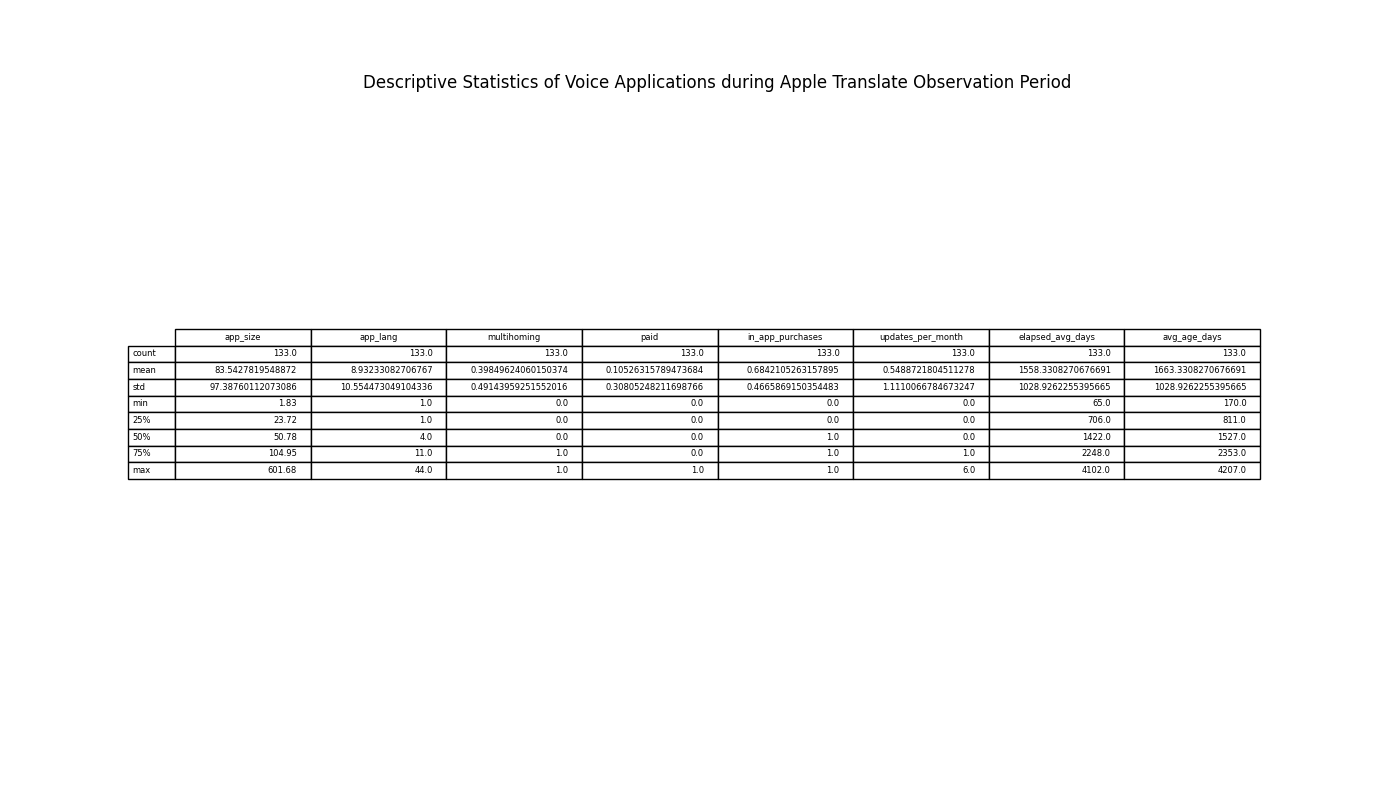 Descriptive Statistics of Voice Applications during Apple Translate Observation Period
app_size app_lang multihoming paid in_app_purchases updates_per_month elapsed_avg_days avg_age_days
count 133.0 133.0 133.0 133.0 133.0 133.0 133.0 133.0
mean 83.5427819548872 8.93233082706767 0.39849624060150374 0.10526315789473684 0.6842105263157895 0.5488721804511278 1558.3308270676691 1663.3308270676691
std 97.38760112073086 10.554473049104336 0.49143959251552016 0.30805248211698766 0.4665869150354483 1.1110066784673247 1028.9262255395665 1028.9262255395665
min 1.83 1.0 0.0 0.0 0.0 0.0 65.0 170.0
25% 23.72 1.0 0.0 0.0 0.0 0.0 706.0 811.0
50% 50.78 4.0 0.0 0.0 1.0 0.0 1422.0 1527.0
75% 104.95 11.0 1.0 0.0 1.0 1.0 2248.0 2353.0
max 601.68 44.0 1.0 1.0 1.0 6.0 4102.0 4207.0